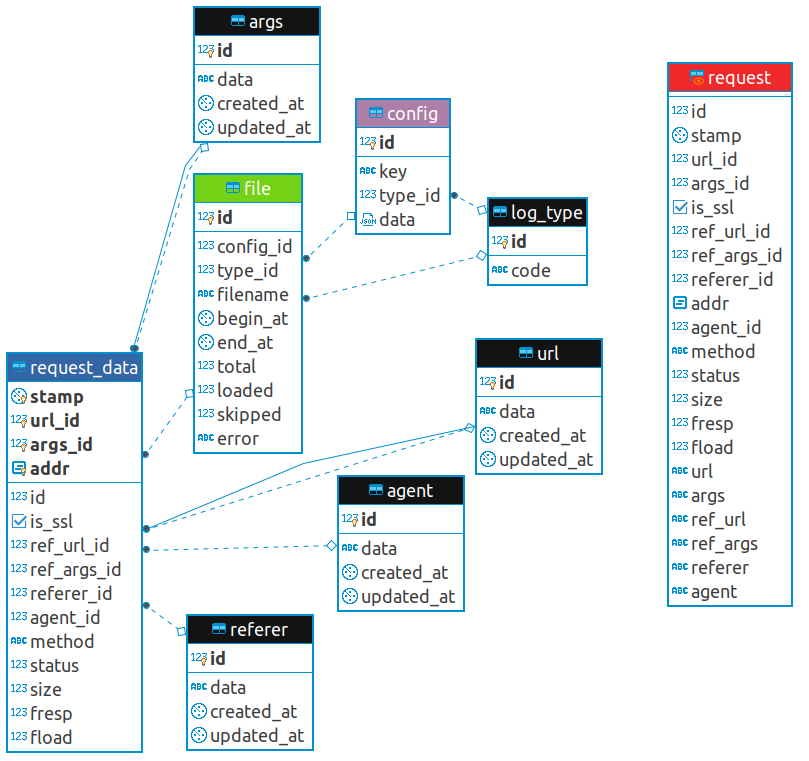 args
id
data
created_at
updated_at
config
id
key
type_id
data
file
id
config_id
type_id
filename
begin_at
end_at
total
loaded
skipped
error
log_type
id
code
request
id
stamp
url_id
args_id
is_ssl
ref_url_id
ref_args_id
referer_id
addr
agent_id
method
status
size
fresp
fload
url
args
ref_url
ref_args
referer
agent
request_data
stamp
url_id
args_id
addr
id
is_ssl
ref_url_id
ref_args_id
referer_id
agent_id
method
status
size
fresp
fload
url
id
data
created_at
updated_at
agent
id
data
created_at
updated_at
referer
id
data
created_at
updated_at